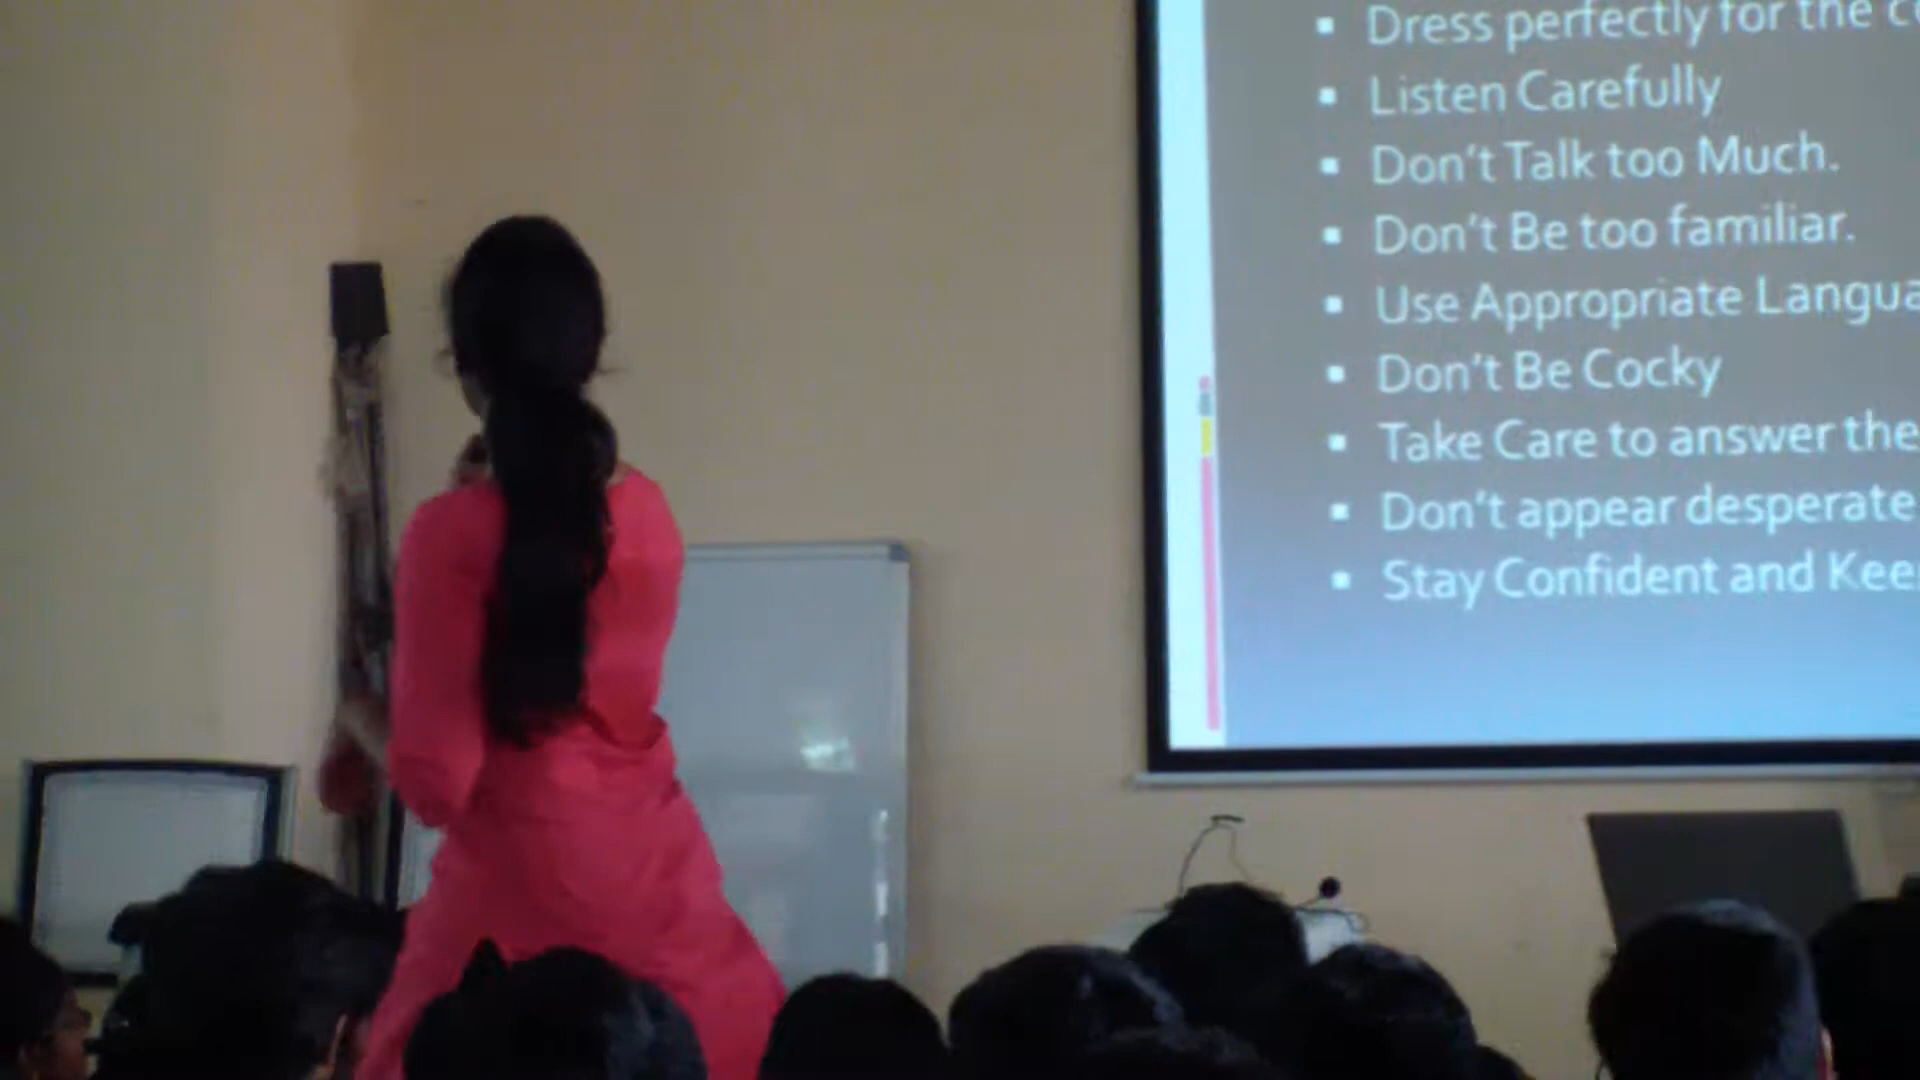 Dress perfectly for the
Listen Carefully
Don't Talk too Much.
Don't Be too familiar.
Use Appropriate
Don't Be Cocky
Take Care to answer the
Don't appear desperate
Stay Confident and